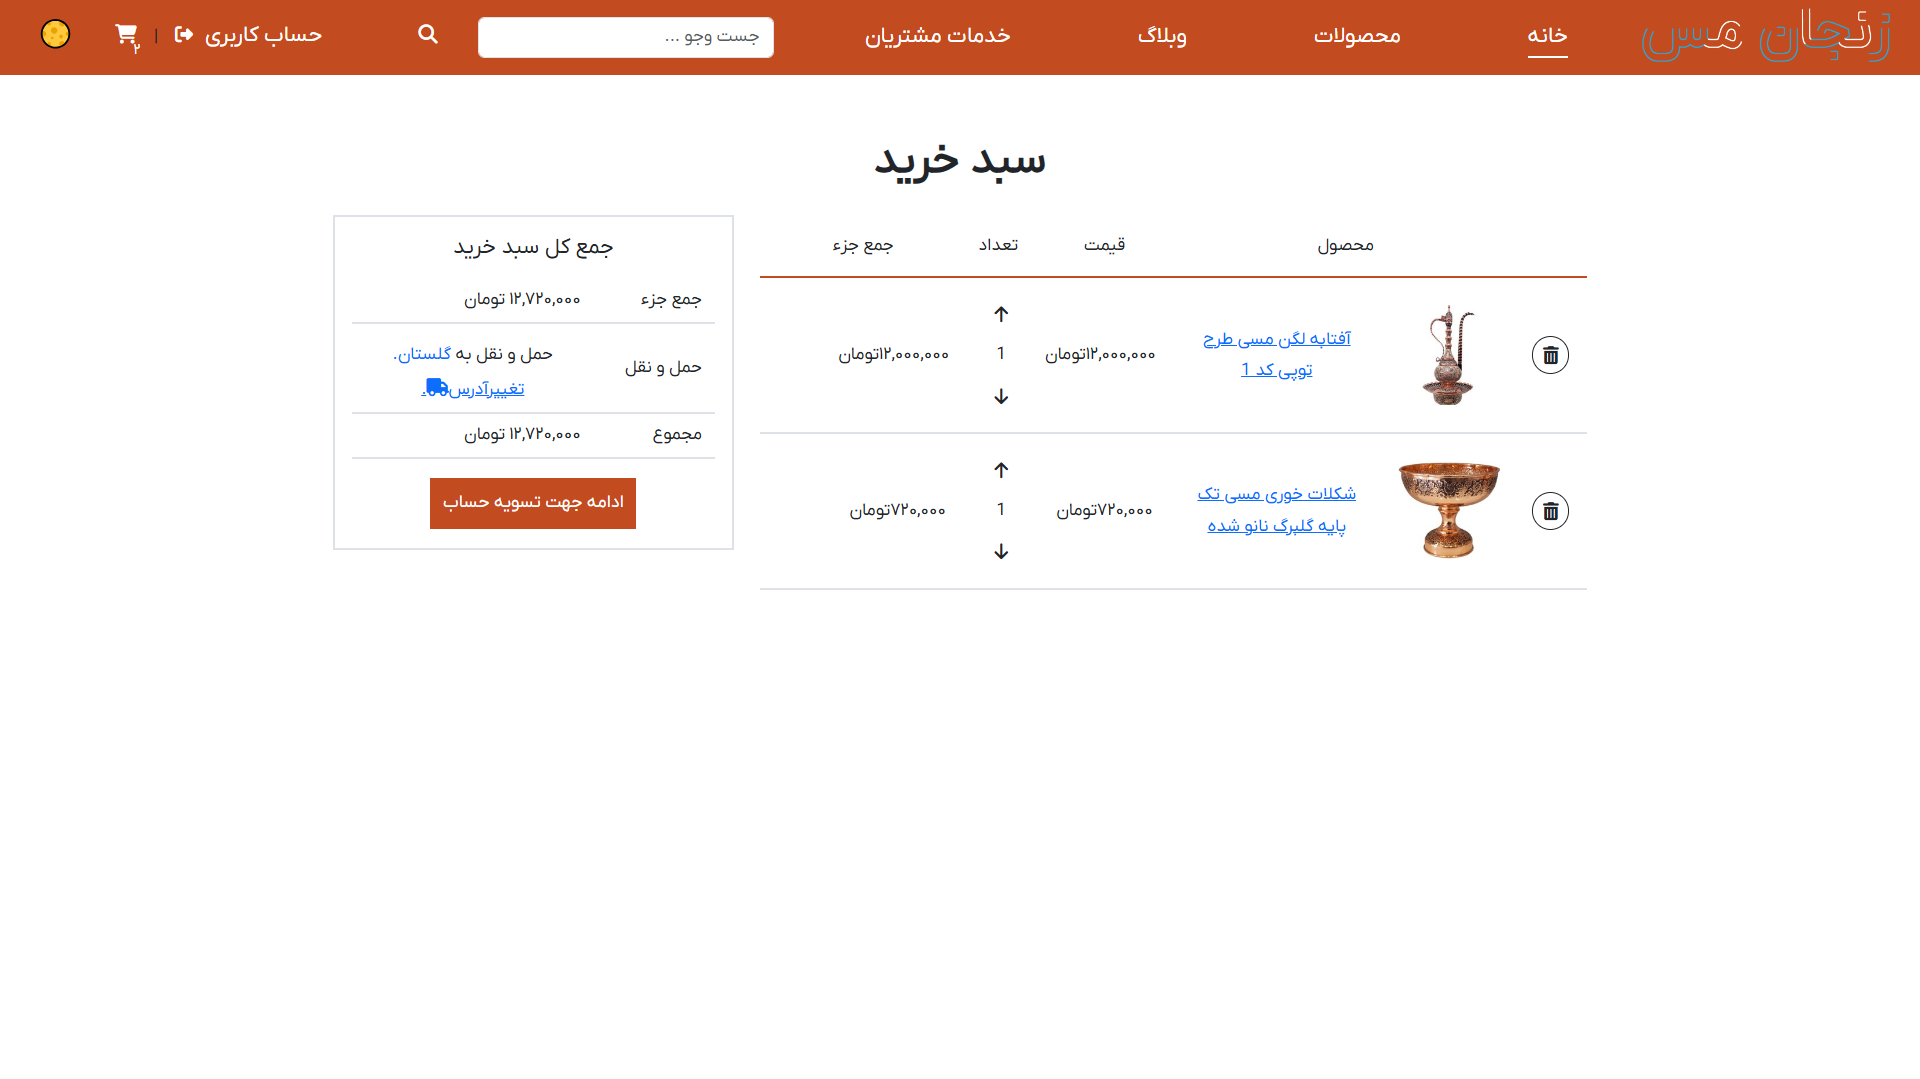 زنجان مس
خانه
محصولات
وبلاگ
خدمات مشتریان
جست وجو ...
حساب کاربری
|
۲
سبد خرید
محصول
قیمت
تعداد
جمع جزء
آفتابه لگن مسی طرح
توپی کد 1
۱۲,۰۰۰,۰۰۰تومان
1
۱۲,۰۰۰,۰۰۰تومان
شکلات خوری مسی تک
پایه گلبرگ نانو شده
۷۲۰,۰۰۰تومان
1
۷۲۰,۰۰۰تومان
جمع کل سبد خرید
جمع جزء
۱۲,۷۲۰,۰۰۰ تومان
حمل و نقل
حمل و نقل به گلستان.
تغییرآدرس.
مجموع
۱۲,۷۲۰,۰۰۰ تومان
ادامه جهت تسویه حساب